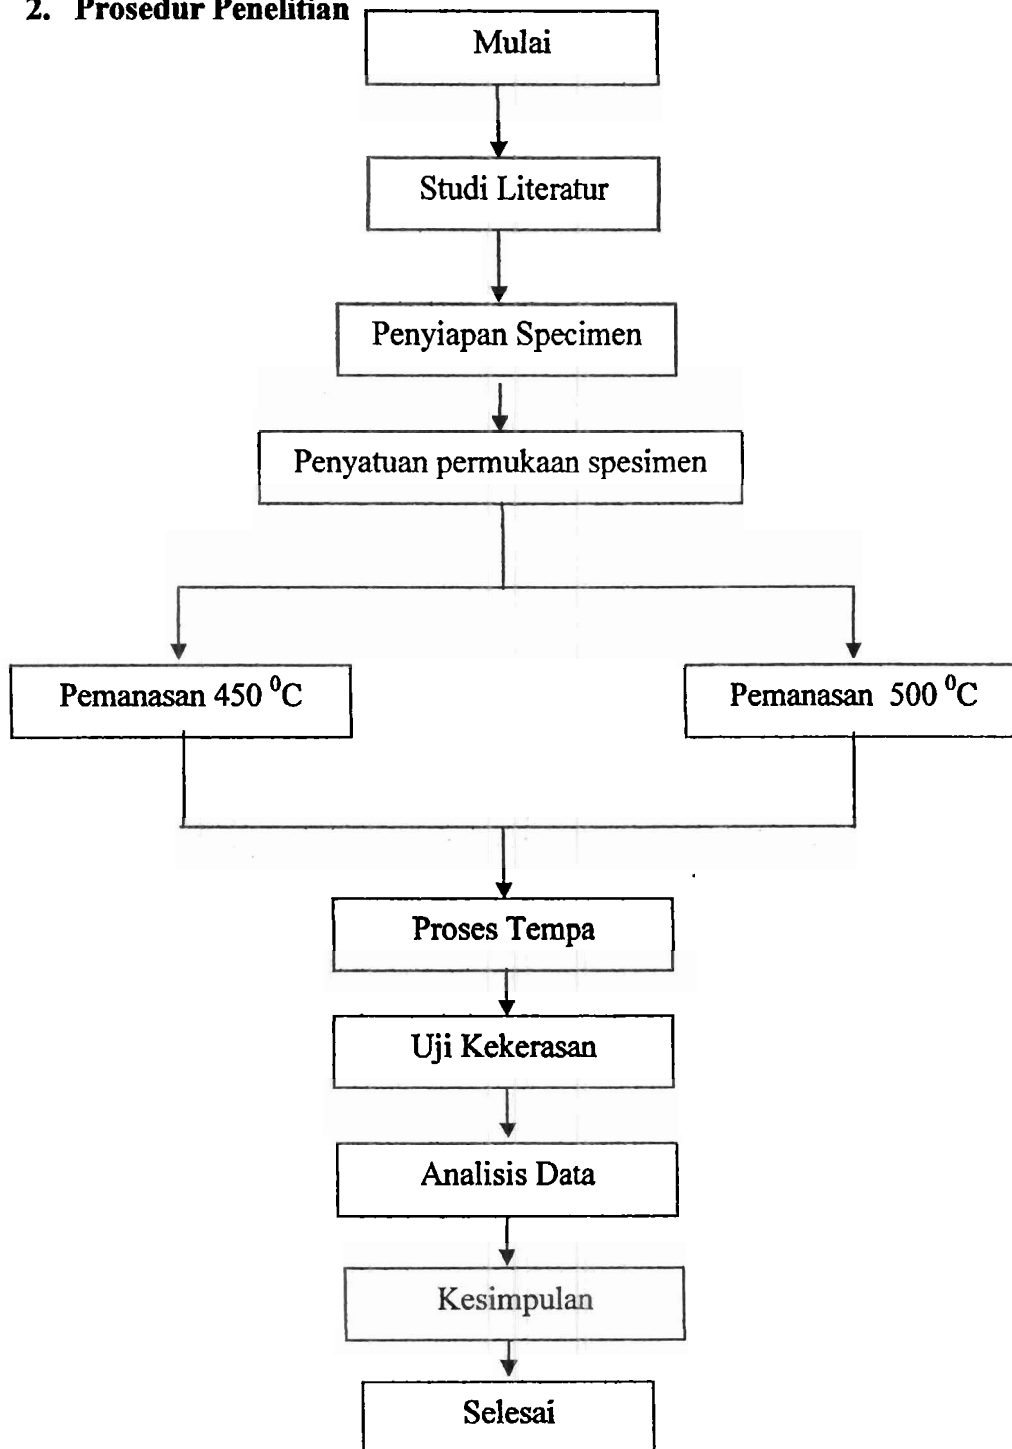 2. Prosedur Penelitian
Mulai
Studi Literatur
Penyiapan Specimen
Penyatuan permukaan spesimen
Pemanasan 450 ⁰C
Pemanasan 500 ⁰C
Proses Tempa
Uji Kekerasan
Analisis Data
Kesimpulan
Selesai